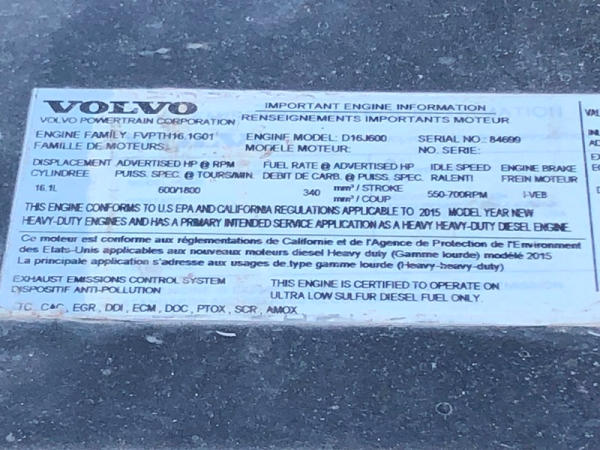 VOLVO
VOLVO POWERTRAIN CORPORATION
IMPORTANT ENGINE INFORMATION
RENSEIGNEMENTS IMPORTANTS MOTEUR
ENGINE FAMILY: FVPTH16.1G01 ENGINE MODEL: D16J600 SERIAL NO.: 84699
FAMILLE DE MOTEURS: MODELE MOTEUR: NO. SERIE:
DISPLACEMENT ADVERTISED HP @ RPM FUEL RATE @ ADVERTISED HP IDLE SPEED ENGINE BRAKE
CYLINDREE PUISS. SPEC. @ TOURS/MIN. DEBIT DE CARB. @ PUISS. SPEC. RALENTI FREIN MOTEUR
16.1L 600/1800 340 mm³ / STROKE 550-700RPM I-VEB
mm³ / COUP
THIS ENGINE CONFORMS TO U.S EPA AND CALIFORNIA REGULATIONS APPLICABLE TO 2015 MODEL YEAR NEW
HEAVY-DUTY ENGINES AND HAS A PRIMARY INTENDED SERVICE APPLICATION AS A HEAVY HEAVY-DUTY DIESEL ENGINE.
Ce moteur est conforme aux réglementations de Californie et de l'Agence de Protection de l'Environment
des Etats-Unis applicables aux nouveaux moteurs diesel Heavy duty (Gamme lourde) modélé 2015
La principale application s'adresse aux usages de type gamme lourde (Heavy-heavy-duty)
EXHAUST EMISSIONS CONTROL SYSTEM
DISPOSITIF ANTI-POLLUTION
THIS ENGINE IS CERTIFIED TO OPERATE ON
ULTRA LOW SULFUR DIESEL FUEL ONLY.
TC, CAC, EGR, DDI, ECM, DOC, PTOX, SCR, AMOX